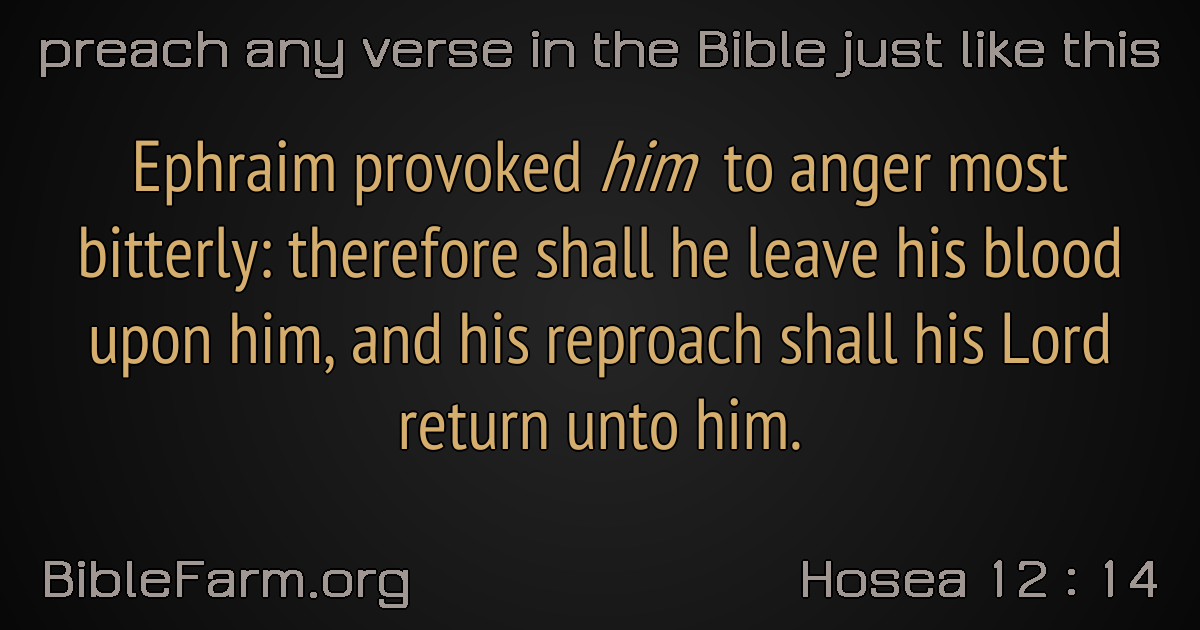 preach any verse in the Bible just like this
Ephraim provoked him to anger most
bitterly: therefore shall he leave his blood
upon him, and his reproach shall his Lord
return unto him.
BibleFarm.org
Hosea 12 : 14